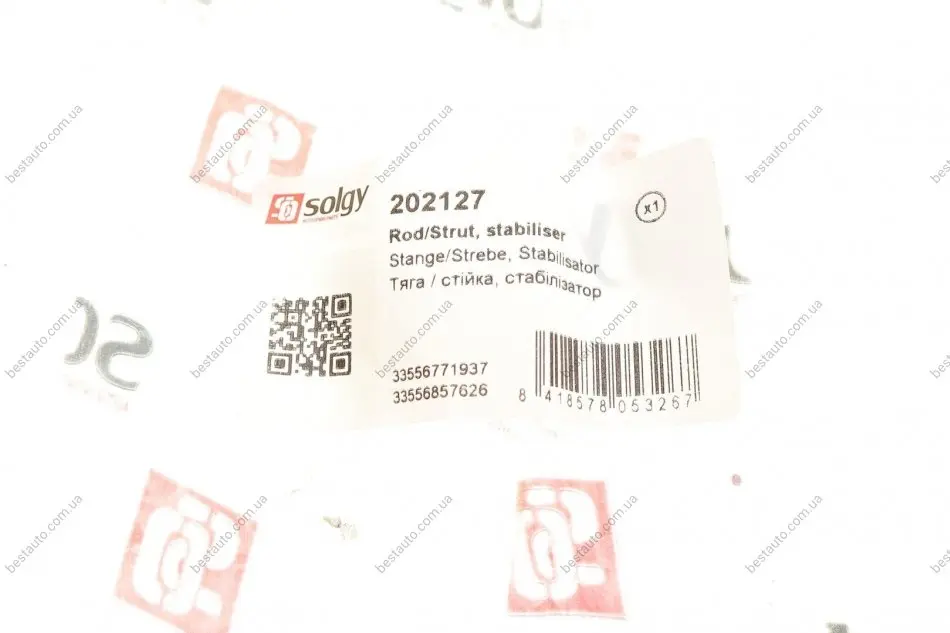 solgy
202127
x1
Rod/Strut, stabiliser
Stange/Strebe, Stabilisator
Тяга / стійка, стабілізатор
33556771937
33556857626
8 418578 053267
bestauto.com.ua